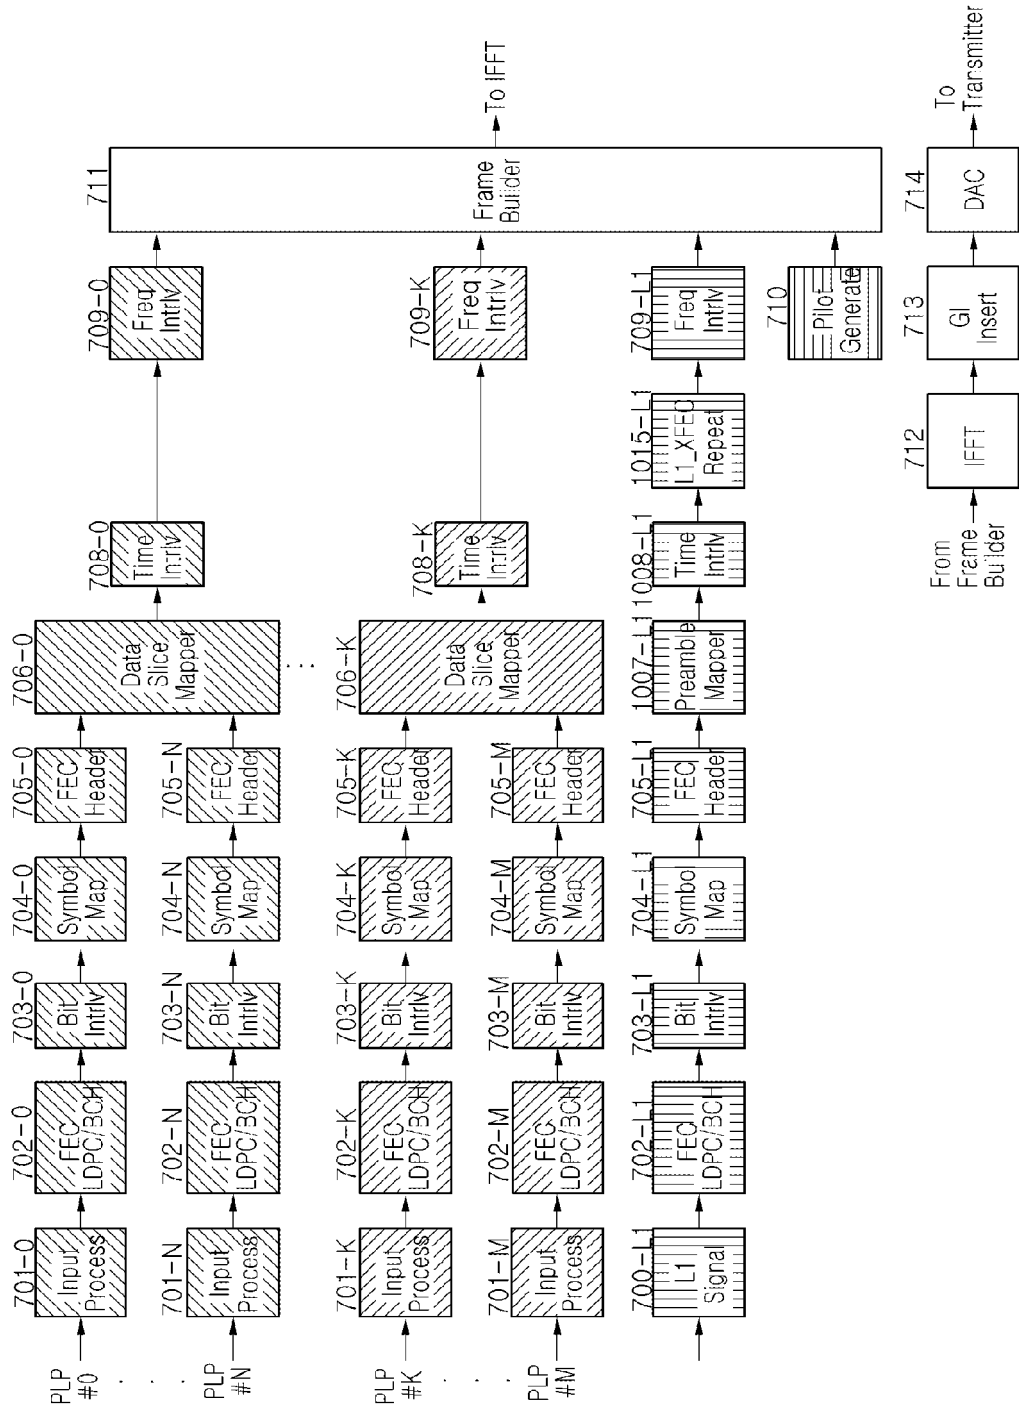 PLP
#0
701-0
Input
Process
702-0
FEC
LDPC/BCH
703-0
Bit
Intrlv
704-0
Symbol
Map
705-0
FEC
Header
706-0
Data
Slice
Mapper
708-0
Time
Intrlv
709-0
Freq
Intrlv
711
Frame
Builder
To IFFT
PLP
#N
701-N
Input
Process
702-N
FEC
LDPC/BCH
703-N
Bit
Intrlv
704-N
Symbol
Map
705-N
FEC
Header
PLP
#K
701-K
Input
Process
702-K
FEC
LDPC/BCH
703-K
Bit
Intrlv
704-K
Symbol
Map
705-K
FEC
Header
706-K
Data
Slice
Mapper
708-K
Time
Intrlv
709-K
Freq
Intrlv
PLP
#M
701-M
Input
Process
702-M
FEC
LDPC/BCH
703-M
Bit
Intrlv
704-M
Symbol
Map
705-M
FEC
Header
700-L1
L1
Signal
702-L1
FEC
LDPC/BCH
703-L1
Bit
Intrlv
704-L1
Symbol
Map
705-L1
FEC
Header
1007-L1
Preamble
Mapper
1008-L1
Time
Intrlv
1015-L1
L1_XFEC
Repeat
709-L1
Freq
Intrlv
710
Pilot
Generate
From
Frame
Builder
712
IFFT
713
GI
Insert
714
DAC
To
Transmitter